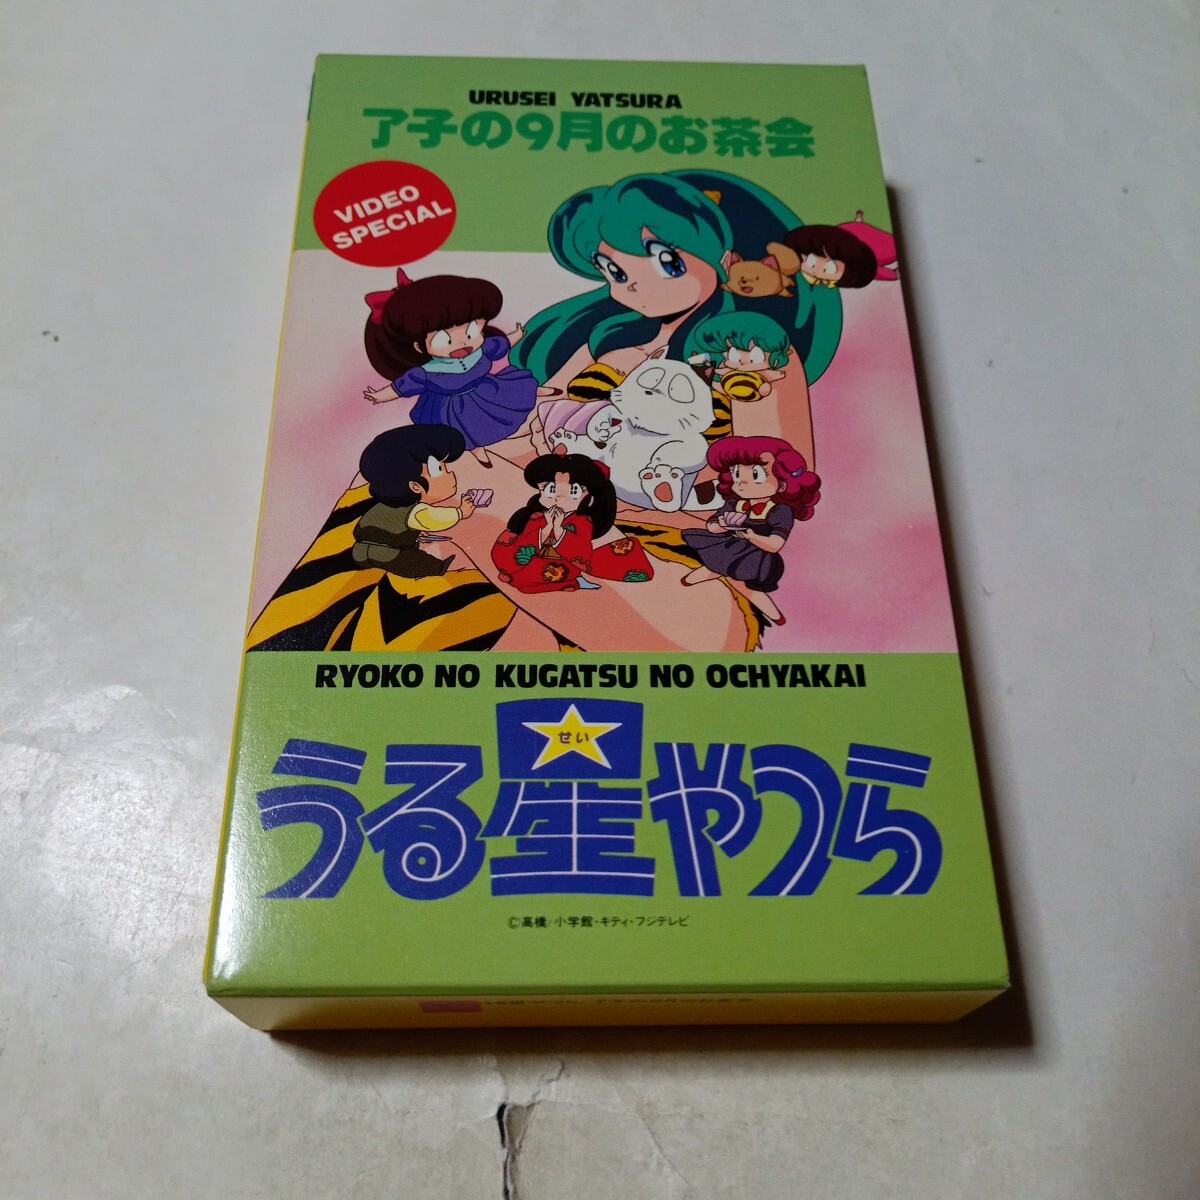 URUSEI YATSURA
了子の9月のお茶会
VIDEO
SPECIAL
RYOKO NO KUGATSU NO OCHYAKAI
せい
うる星やつら
©高橋/小学館・キティ・フジテレビ